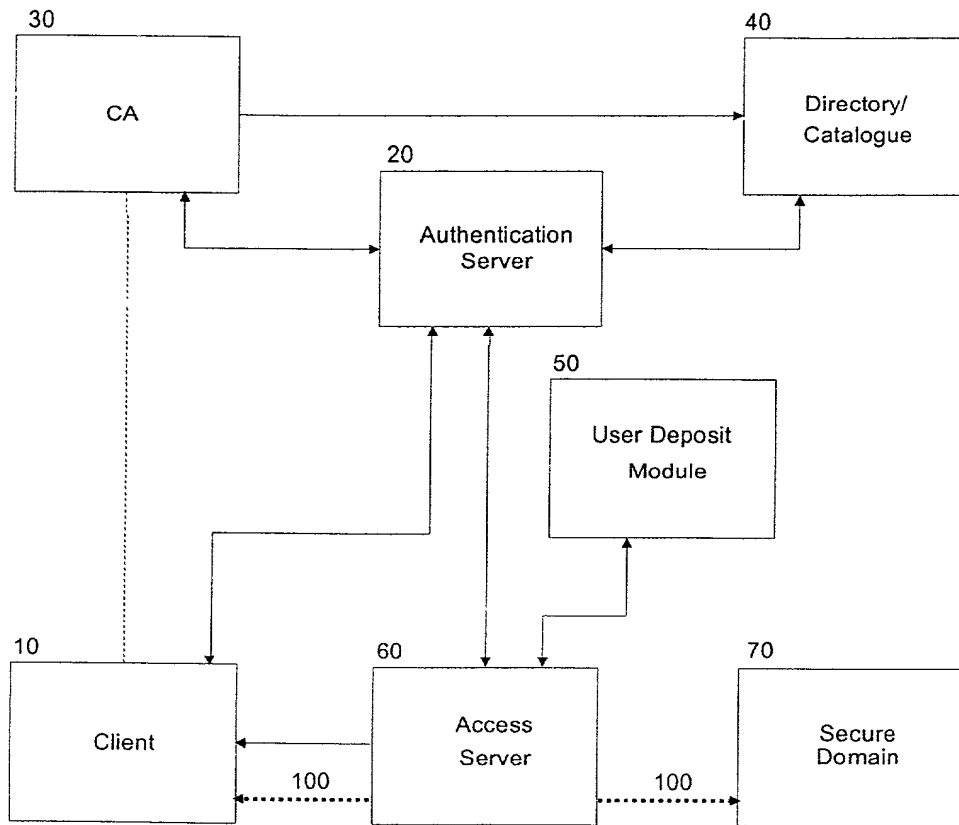 30
CA
40
Directory/
Catalogue
20
Authentication
Server
50
User Deposit
Module
10
Client
60
Access
Server
70
Secure
Domain
100
100